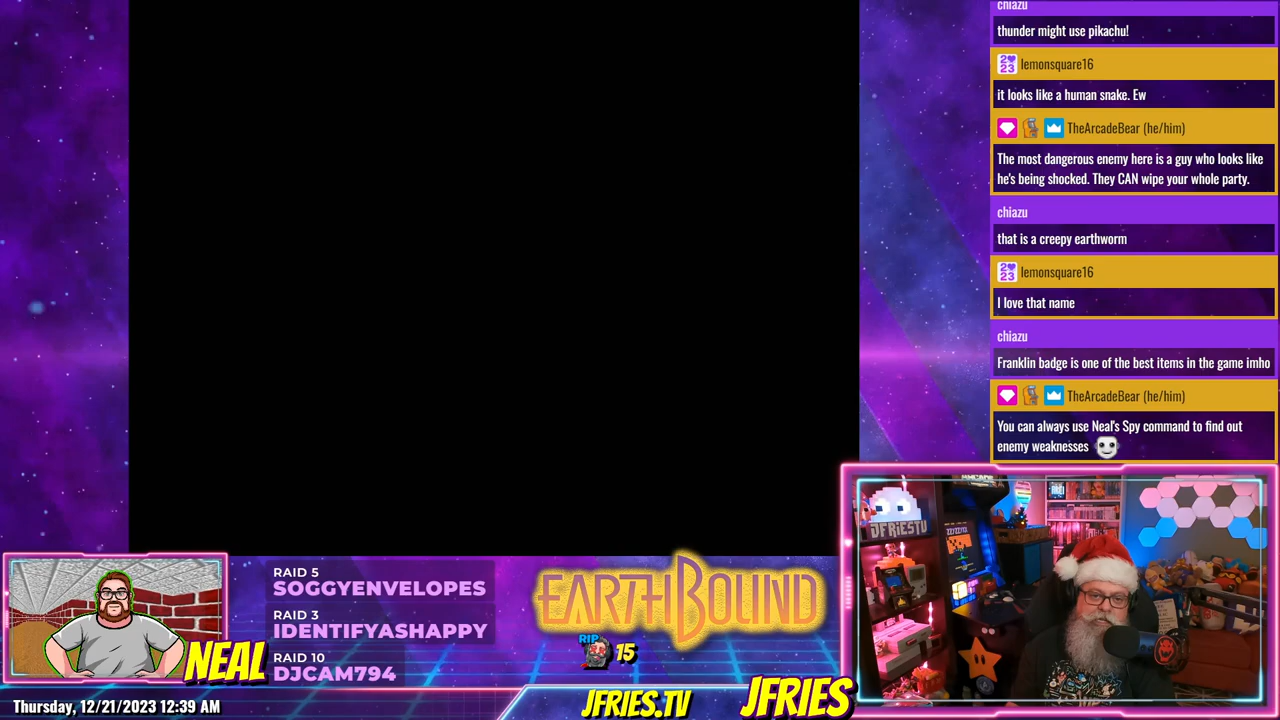 chiazu
thunder might use pikachu!
lemonsquare16
it looks like a human snake. Ew
TheArcadeBear (he/him)
The most dangerous enemy here is a guy who looks like
he's being shocked. They CAN wipe your whole party.
chiazu
that is a creepy earthworm
lemonsquare16
I love that name
chiazu
Franklin badge is one of the best items in the game imho
TheArcadeBear (he/him)
You can always use Neal's Spy command to find out
enemy weaknesses
JFRIESTV
NEAL
RAID 5
SOGGYENVELOPES
RAID 3
IDENTIFYASHAPPY
RAID 10
DJCAM794
EARTHBOUND
RIP
15
JFRIES.TV
JFRIES
Thursday, 12/21/2023 12:39 AM